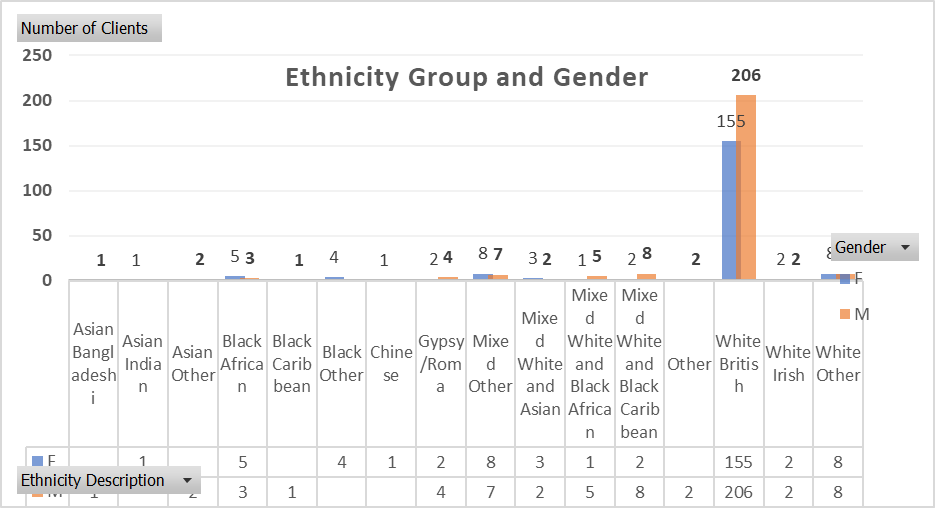 Number of Clients
Ethnicity Group and Gender
250
200
150
100
50
0
1
1
2
5 3
1
4
1
2 4
8 7
3 2
1 5
2 8
2
155 206
2 2
8
Gender
F
M
Asian Bangladeshi
Asian Indian
Asian Other
Black African
Black Caribbean
Black Other
Chinese
Gypsy/Roma
Mixed Other
Mixed White and Asian
Mixed White and Black African
Mixed White and Black Caribbean
Other
White British
White Irish
White Other
F 1 5 4 1 2 8 3 1 2 155 2 8
Ethnicity Description
M 1 2 3 1 4 7 2 5 8 2 206 2 8